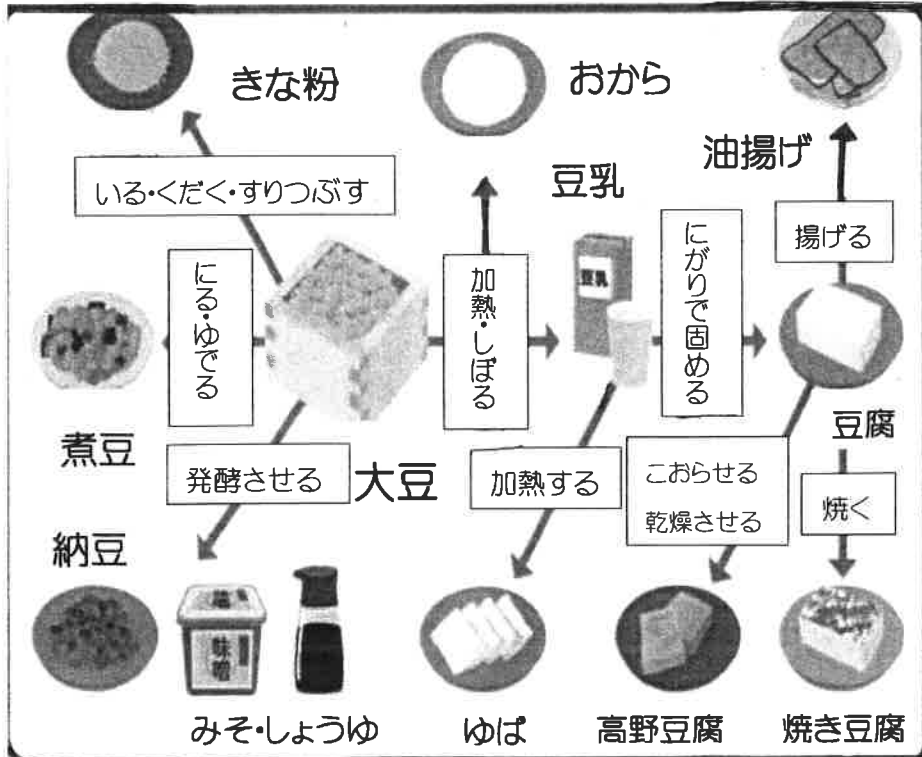 きな粉
おから
油揚げ
いる・くだく・すりつぶす
豆乳
揚げる
にる・ゆでる
加熱・しぼる
豆乳
にがりで固める
煮豆
発酵させる
大豆
加熱する
こおらせる
乾燥させる
豆腐
焼く
納豆
味噌
みそ・しょうゆ
ゆば
高野豆腐
焼き豆腐